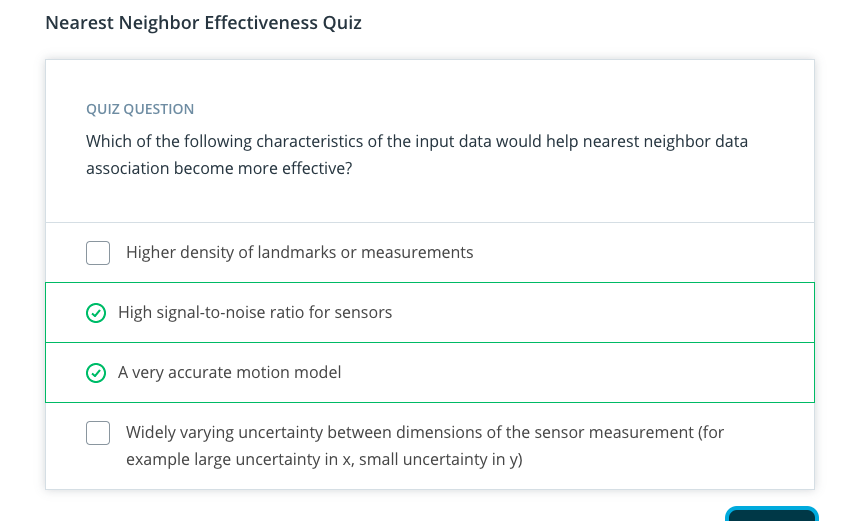 Nearest Neighbor Effectiveness Quiz
QUIZ QUESTION
Which of the following characteristics of the input data would help nearest neighbor data
association become more effective?
Higher density of landmarks or measurements
High signal-to-noise ratio for sensors
A very accurate motion model
Widely varying uncertainty between dimensions of the sensor measurement (for
example large uncertainty in x, small uncertainty in y)